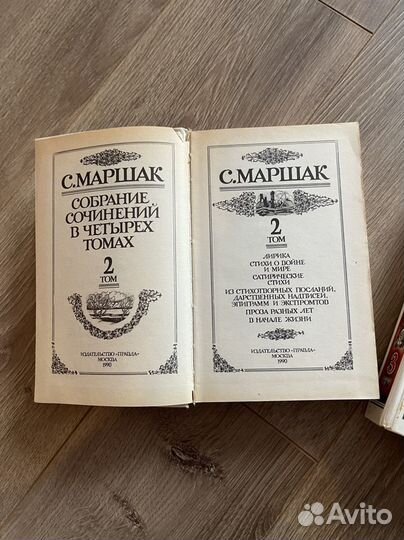 С.МАРШАК
СОБРАНИЕ
СОЧИНЕНИЙ
В ЧЕТЫРЕХ
ТОМАХ
2
ТОМ
ИЗДАТЕЛЬСТВО «ПРАВДА»
МОСКВА
1990
С.МАРШАК
2
ТОМ
ЛИРИКА
СТИХИ О ВОЙНЕ
И МИРЕ
САТИРИЧЕСКИЕ
СТИХИ
ИЗ СТИХОТВОРНЫХ ПОСЛАНИЙ,
ДАРСТВЕННЫХ НАДПИСЕЙ,
ЭПИГРАММ И ЭКСПРОМТОВ
ПРОЗА РАЗНЫХ ЛЕТ
В НАЧАЛЕ ЖИЗНИ
ИЗДАТЕЛЬСТВО «ПРАВДА»
МОСКВА
1990
Avito